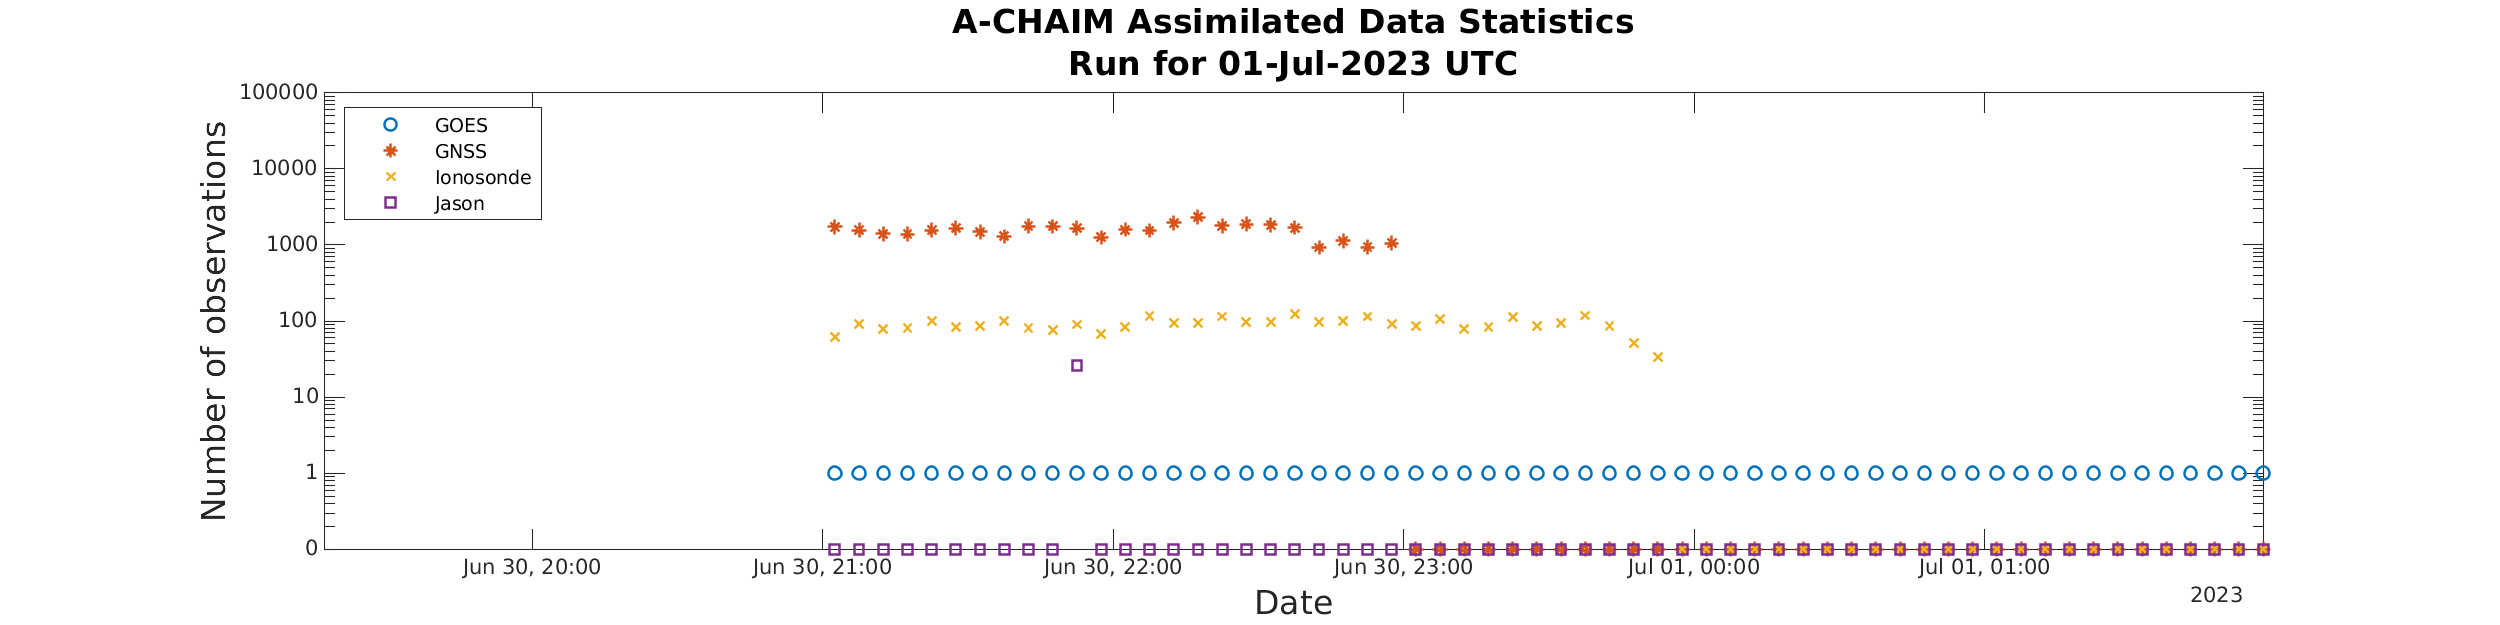 A-CHAIM Assimilated Data Statistics
Run for 01-Jul-2023 UTC
Number of observations
100000
10000
1000
100
10
1
0
GOES
GNSS
Ionosonde
Jason
Jun 30, 20:00
Jun 30, 21:00
Jun 30, 22:00
Jun 30, 23:00
Jul 01, 00:00
Jul 01, 01:00
2023
Date